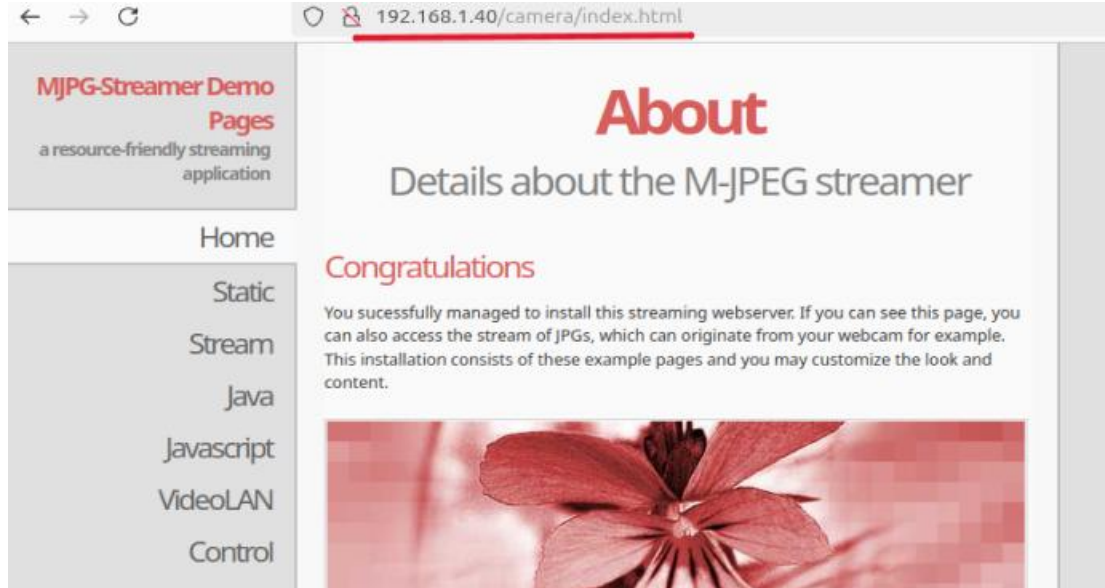 192.168.1.40/camera/index.html
MJPG-Streamer Demo
Pages
a resource-friendly streaming
application
Home
Static
Stream
Java
Javascript
VideoLAN
Control
About
Details about the M-JPEG streamer
Congratulations
You sucessfully managed to install this streaming webserver. If you can see this page, you
can also access the stream of JPGs, which can originate from your webcam for example.
This installation consists of these example pages and you may customize the look and
content.